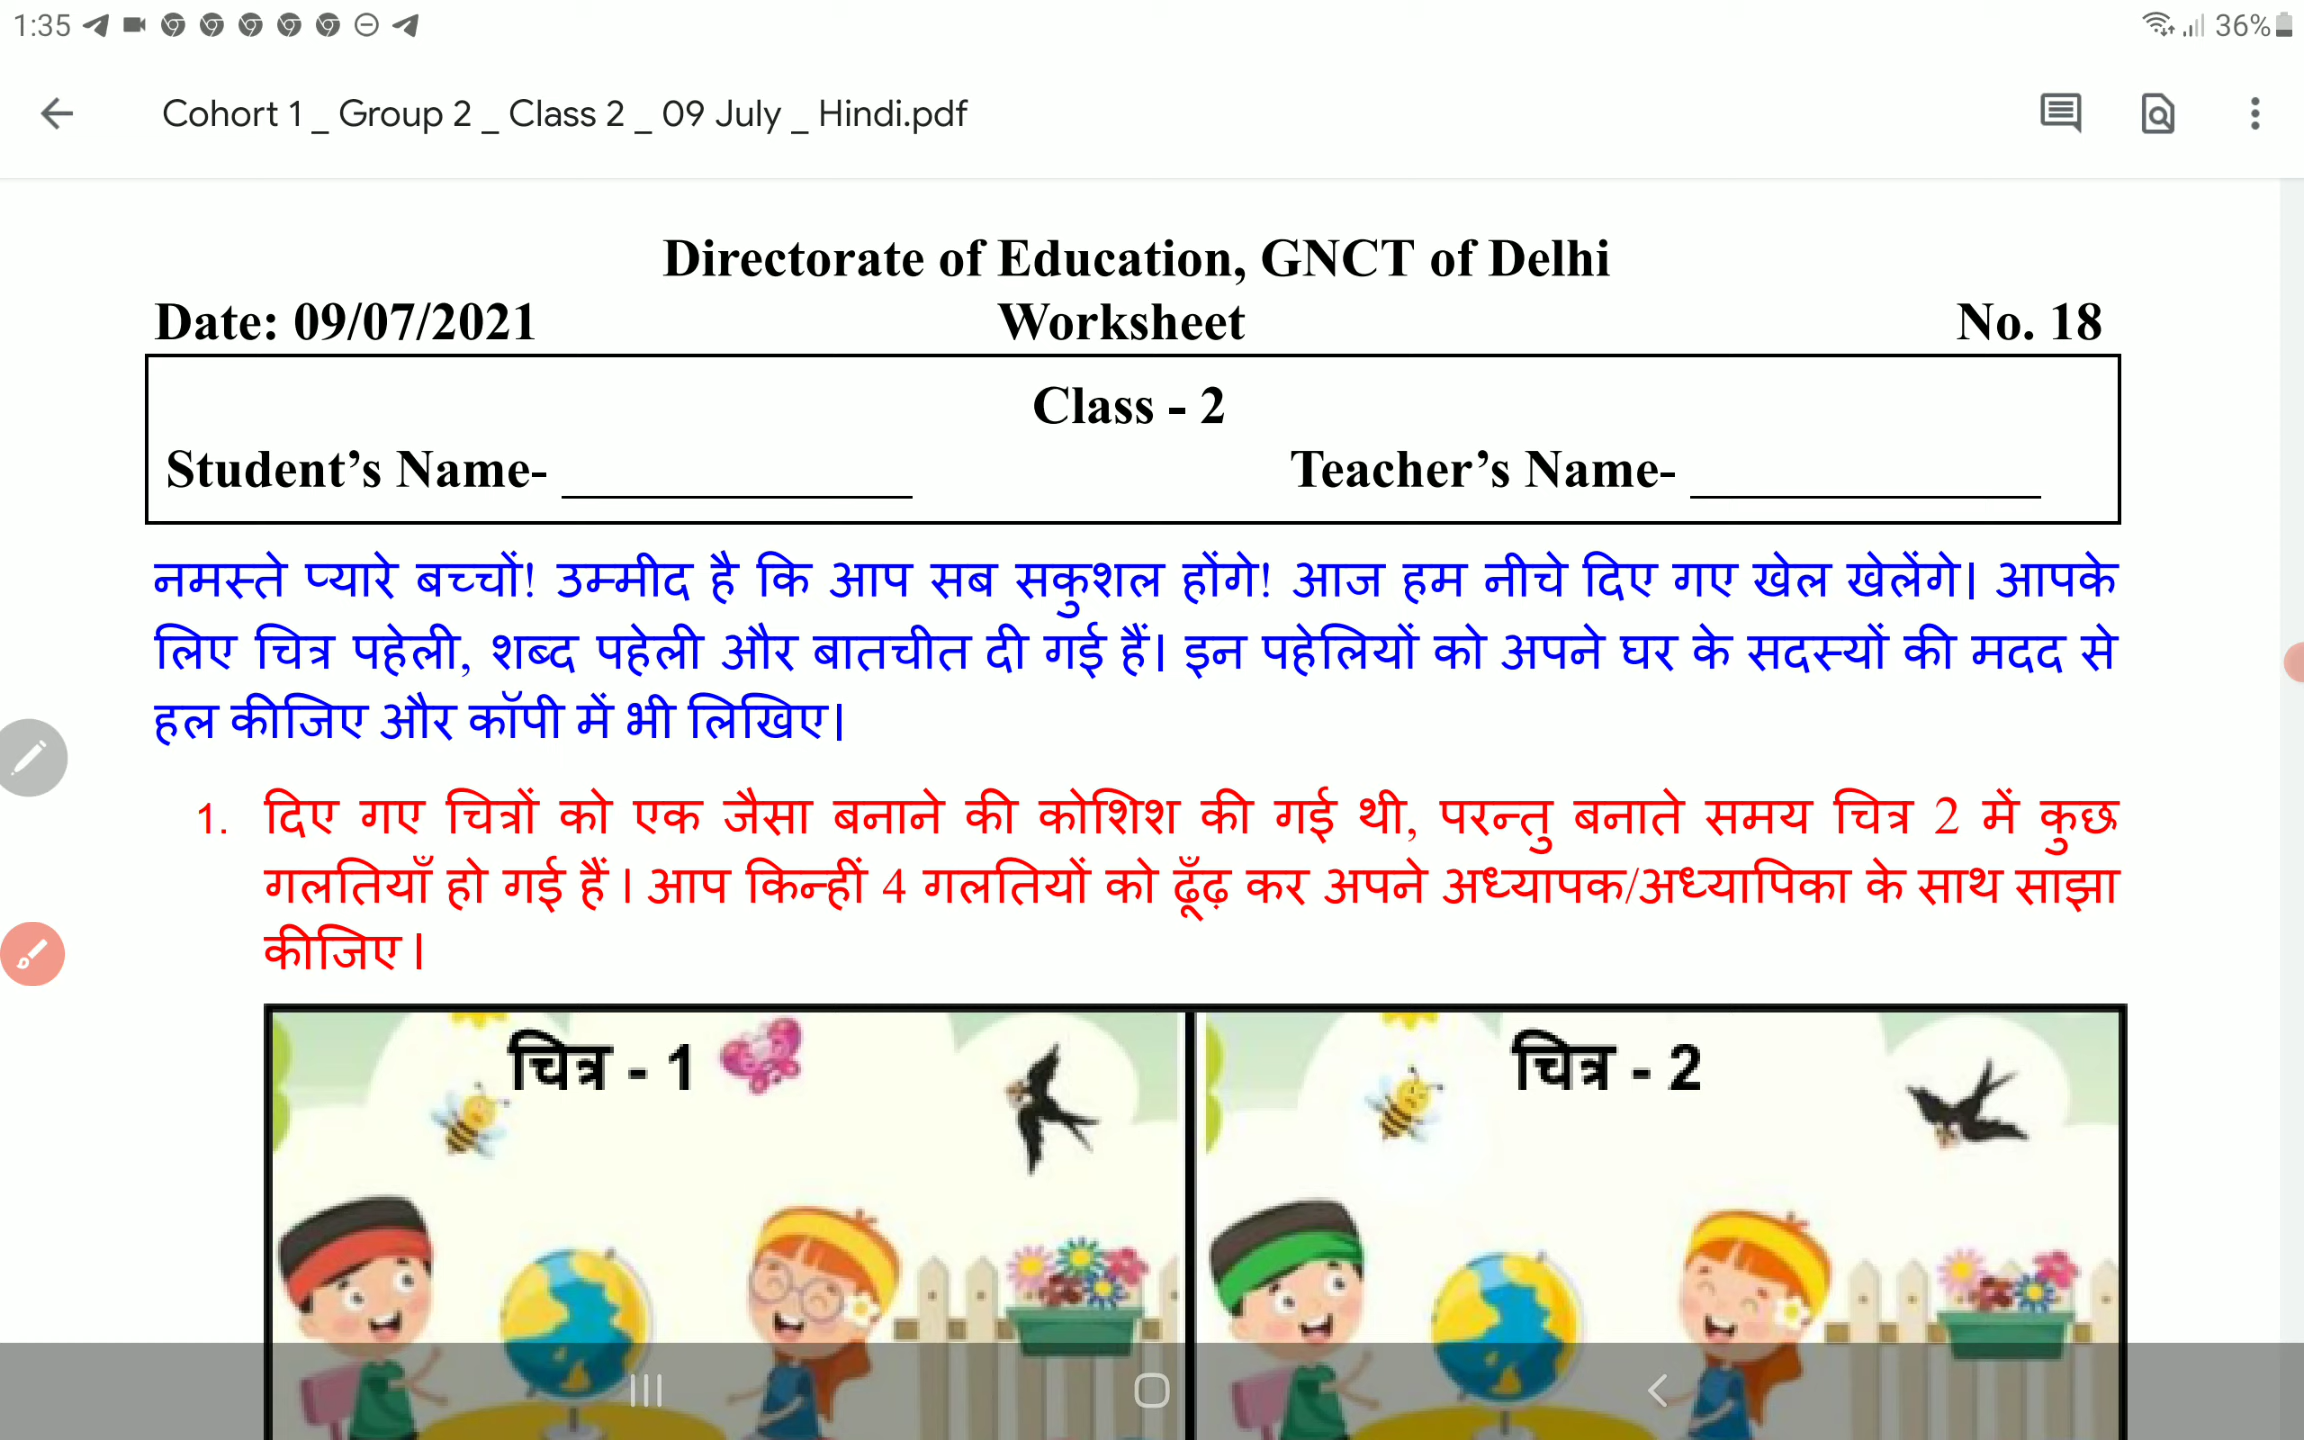 1:35
36%
Cohort 1 _ Group 2 _ Class 2 _ 09 July _ Hindi.pdf
Directorate of Education, GNCT of Delhi
Date: 09/07/2021 Worksheet No. 18
Class - 2
Student’s Name- ______________ Teacher’s Name- ______________
नमस्ते प्यारे बच्चों! उम्मीद है कि आप सब सकुशल होंगे! आज हम नीचे दिए गए खेल खेलेंगे| आपके
लिए चित्र पहेली, शब्द पहेली और बातचीत दी गई हैं| इन पहेलियों को अपने घर के सदस्यों की मदद से
हल कीजिए और कॉपी में भी लिखिए|
1. दिए गए चित्रों को एक जैसा बनाने की कोशिश की गई थी, परन्तु बनाते समय चित्र 2 में कुछ
गलतियाँ हो गई हैं । आप किन्हीं 4 गलतियों को ढूँढ़ कर अपने अध्यापक/अध्यापिका के साथ साझा
कीजिए ।
चित्र - 1
चित्र - 2